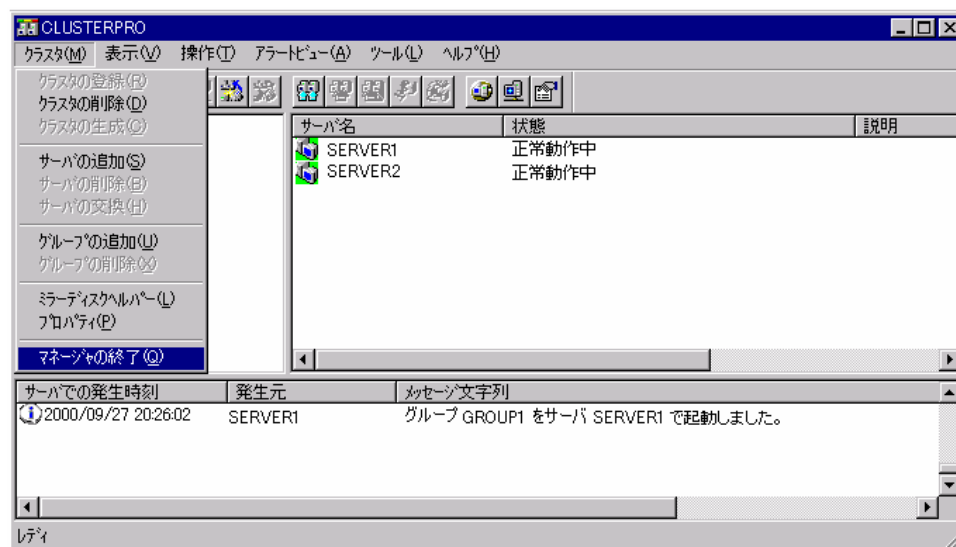 CLUSTERPRO
クラスタ(M) 表示(V) 操作(T) アラートビュー(A) ツール(L) ヘルプ(H)
クラスタの登録(R)
クラスタの削除(D)
クラスタの生成(C)
サーバの追加(S)
サーバの削除(B)
サーバの交換(H)
グループの追加(U)
グループの削除(X)
ミラーディスクヘルパー(L)
プロパティ(P)
マネージャの終了(Q)
サーバ名 状態 説明
SERVER1 正常動作中
SERVER2 正常動作中
サーバでの発生時刻 発生元 メッセージ文字列
2000/09/27 20:26:02 SERVER1 グループ GROUP1 をサーバ SERVER1 で起動しました。
レディ